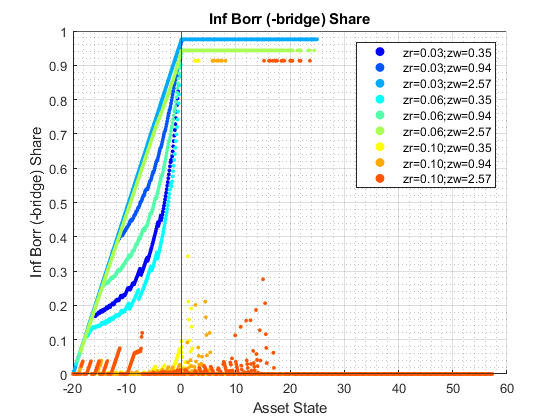 Inf Borr (-bridge) Share
1
0.9
0.8
0.7
0.6
0.5
0.4
0.3
0.2
0.1
0
Inf Borr (-bridge) Share
zr=0.03;zw=0.35
zr=0.03;zw=0.94
zr=0.03;zw=2.57
zr=0.06;zw=0.35
zr=0.06;zw=0.94
zr=0.06;zw=2.57
zr=0.10;zw=0.35
zr=0.10;zw=0.94
zr=0.10;zw=2.57
-20 -10 0 10 20 30 40 50 60
Asset State